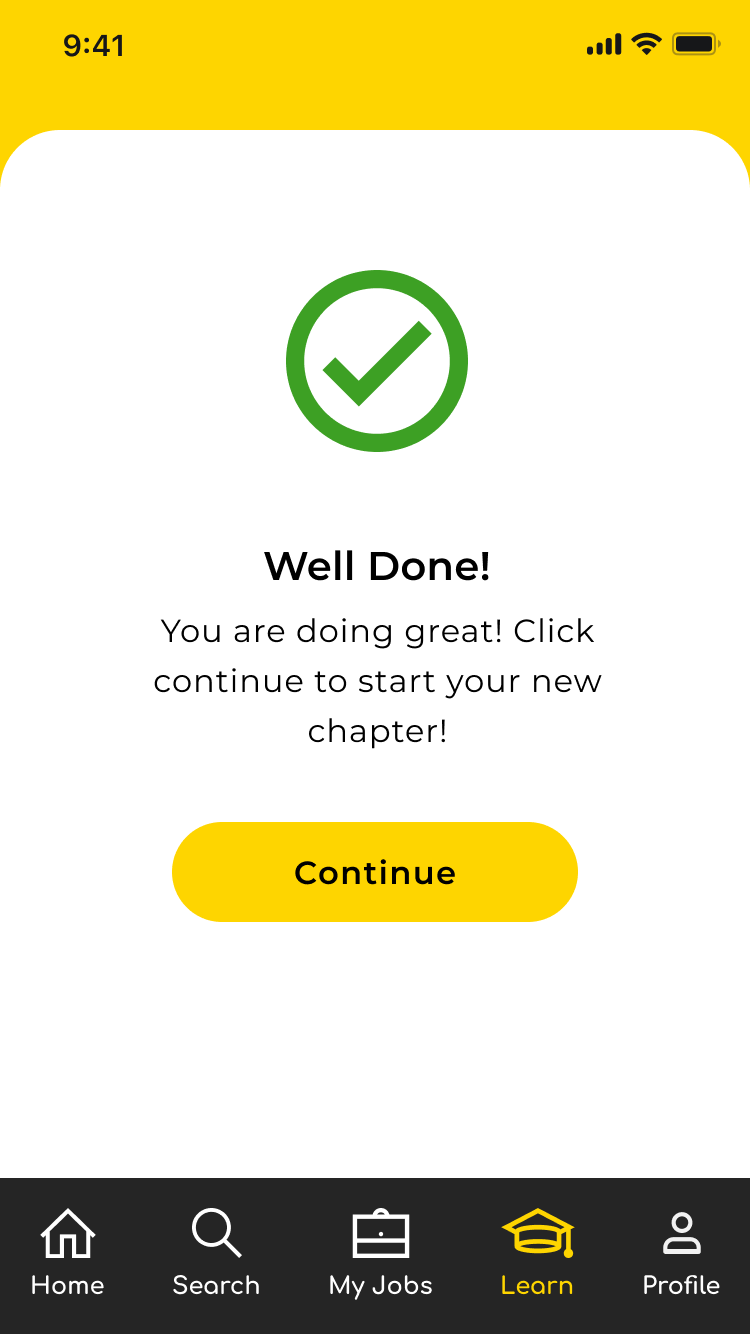 9:41
Well Done!
You are doing great! Click
continue to start your new
chapter!
Continue
Home
Search
My Jobs
Learn
Profile